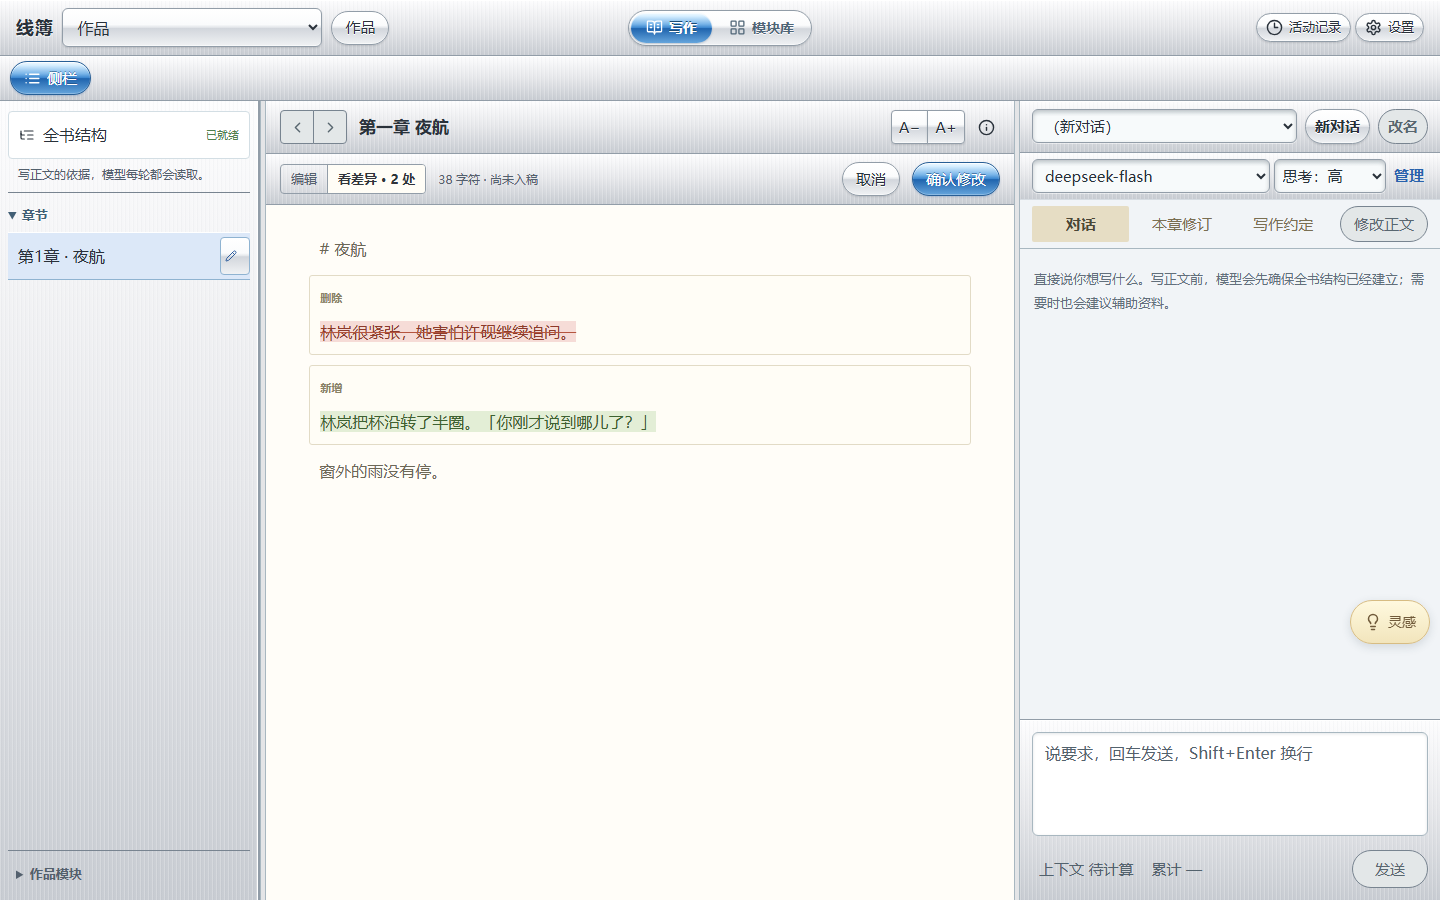 线簿 作品 作品 写作 模块库 活动记录 设置
侧栏
全书结构 已就绪
写正文的依据，模型每轮都会读取。
▼ 章节
第1章 · 夜航
▶ 作品模块
第一章 夜航 A− A+
编辑 看差异 • 2 处 38 字符 · 尚未入稿 取消 确认修改
# 夜航
删除
林岚很紧张，她害怕许砚继续追问。
新增
林岚把杯沿转了半圈。「你刚才说到哪儿了？」
窗外的雨没有停。
（新对话） 新对话 改名
deepseek-flash 思考：高 管理
对话 本章修订 写作约定 修改正文
直接说你想写什么。写正文前，模型会先确保全书结构已经建立；需
要时也会建议辅助资料。
灵感
说要求，回车发送，Shift+Enter 换行
上下文 待计算 累计 — 发送